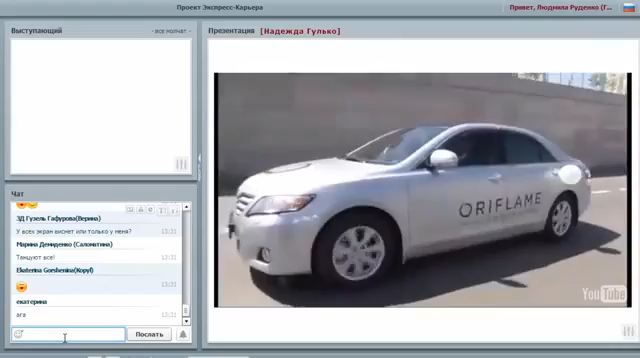 Проект Экспресс-Карьера
Привет, Людмила Руденко (Г...
Выступающий
- все молчат -
Презентация [Надежда Гулько]
ORIFLAME
YouTube
Чат
ЗД Гузель Гафурова(Верина)
У всех экран виснет или только у меня?
13:31
Марина Демиденко (Саломатина)
Танцуют все!
13:31
Ekaterina Gorshenina(Kopyl)
13:31
екатерина
ага
13:31
Послать